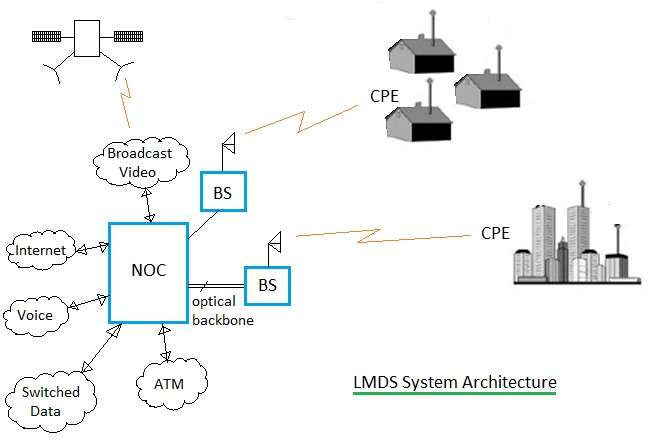 CPE
Broadcast
Video
BS
CPE
Internet
NOC
BS
optical
backbone
Voice
Switched
Data
ATM
LMDS System Architecture